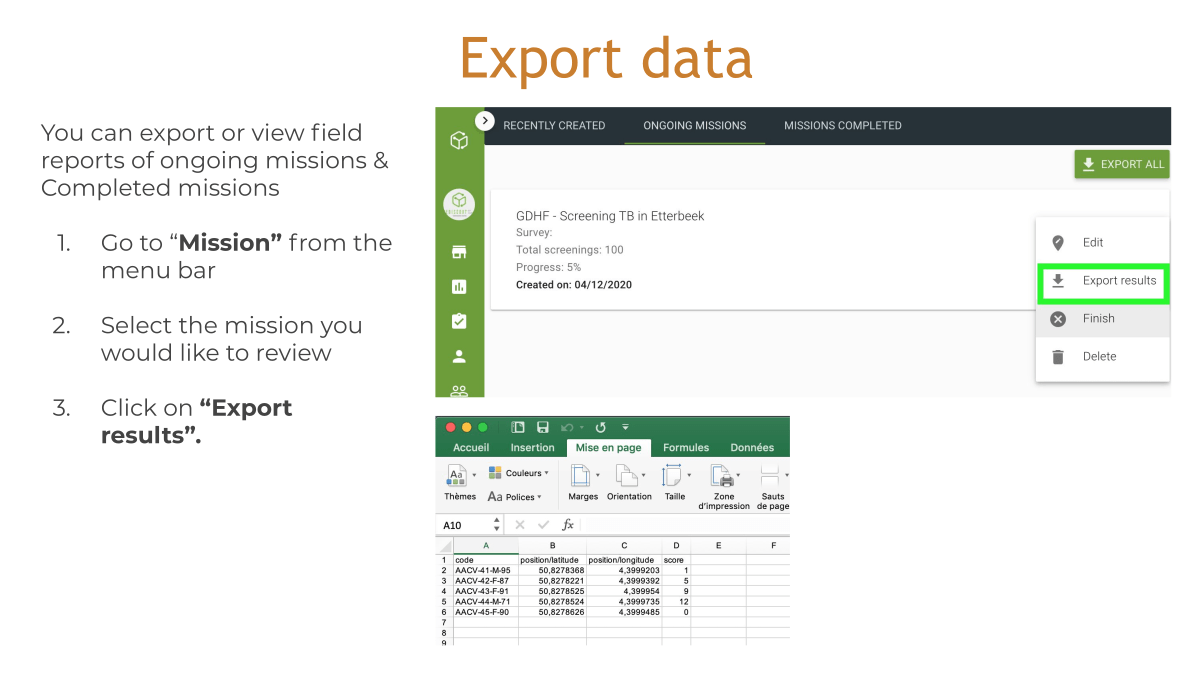 Export data
You can export or view field
reports of ongoing missions &
Completed missions
1. Go to “Mission” from the
menu bar
2. Select the mission you
would like to review
3. Click on “Export
results”.
RECENTLY CREATED ONGOING MISSIONS MISSIONS COMPLETED
EXPORT ALL
GDHF - Screening TB in Etterbeek
Survey:
Total screenings: 100
Progress: 5%
Created on: 04/12/2020
Edit
Export results
Finish
Delete
Accueil Insertion Mise en page Formules Données
Aa Couleurs
Thèmes Aa Polices Marges Orientation Taille Zone d'impression Sauts de page
A10 fx
A B C D E F
1 code position/latitude position/longitude score
2 AACV-41-M-95 50,8278368 4,3999203 1
3 AACV-42-F-87 50,8278221 4,3999392 5
4 AACV-43-F-91 50,8278525 4,399954 9
5 AACV-44-M-71 50,8278524 4,3999735 12
6 AACV-45-F-90 50,8278626 4,3999485 0
7
8
9